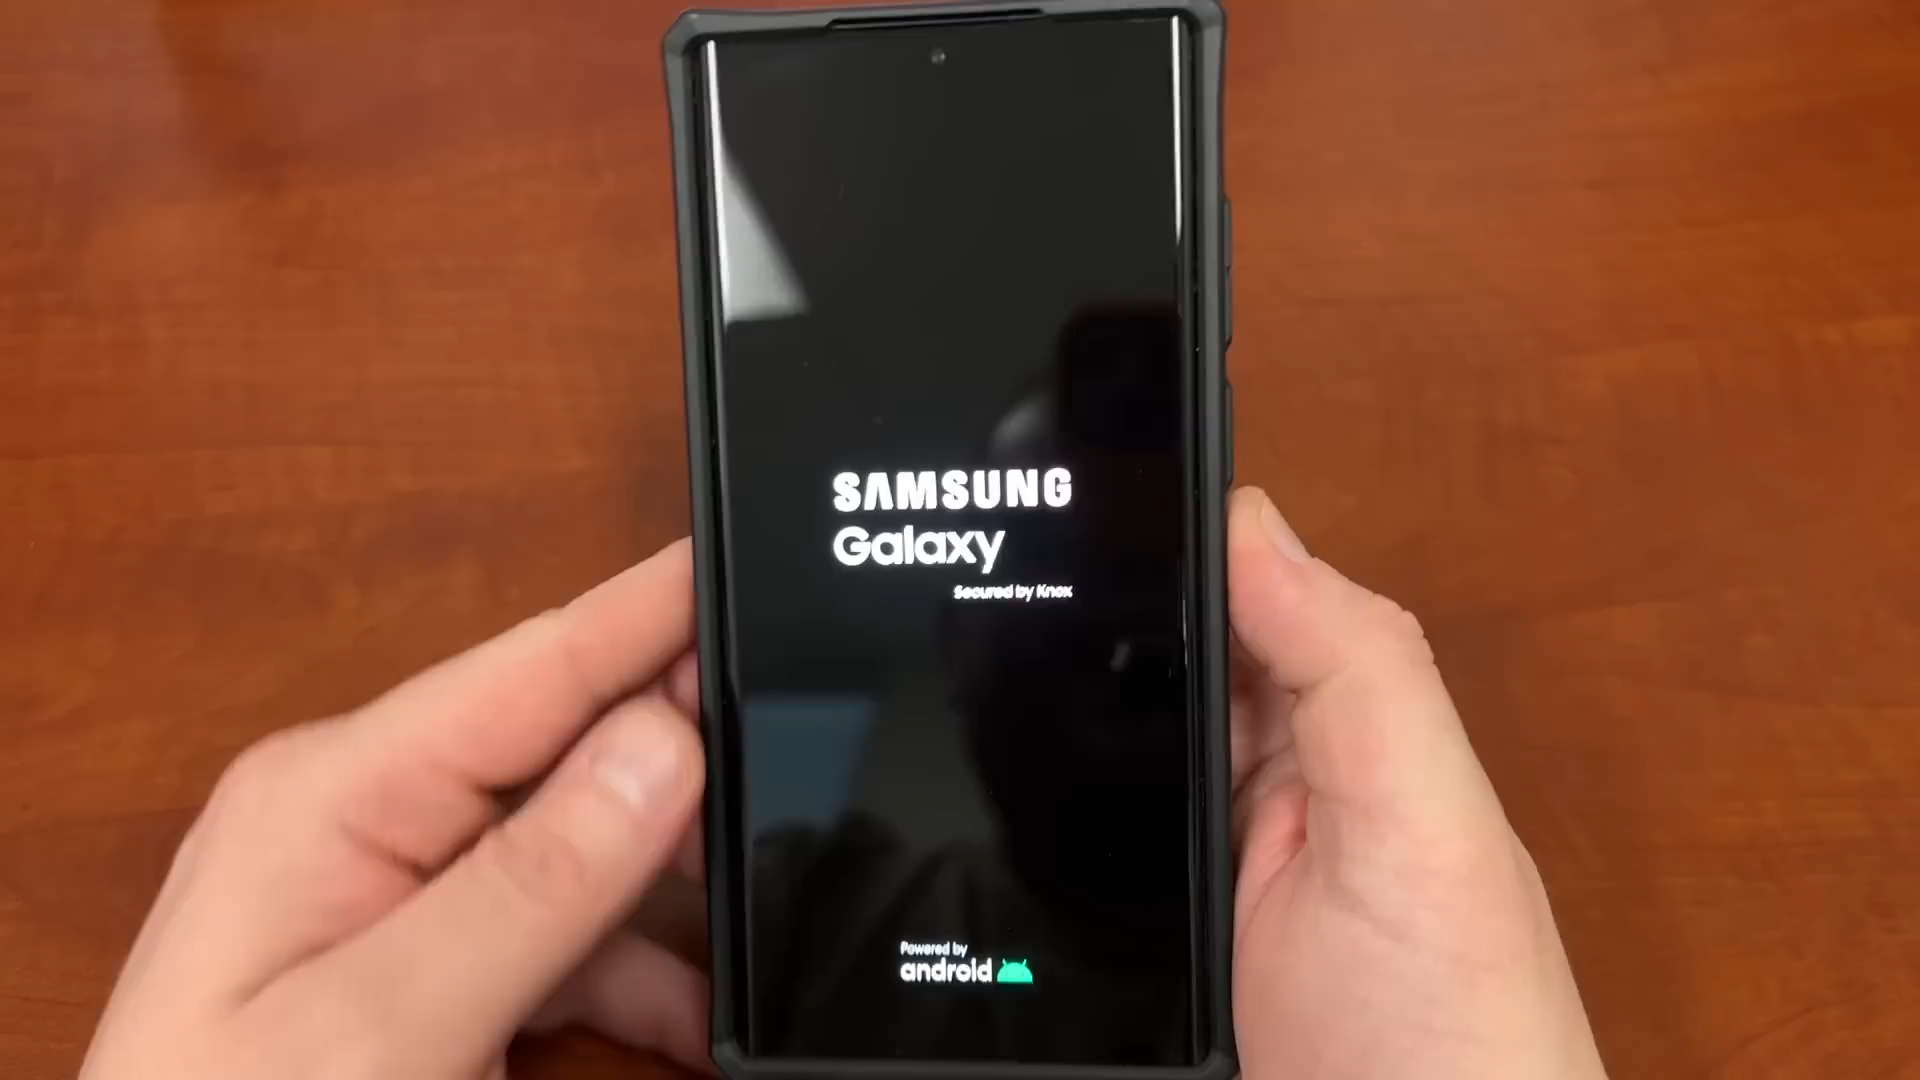 SAMSUNG
Galaxy
Secured by Knox
Powered by
android